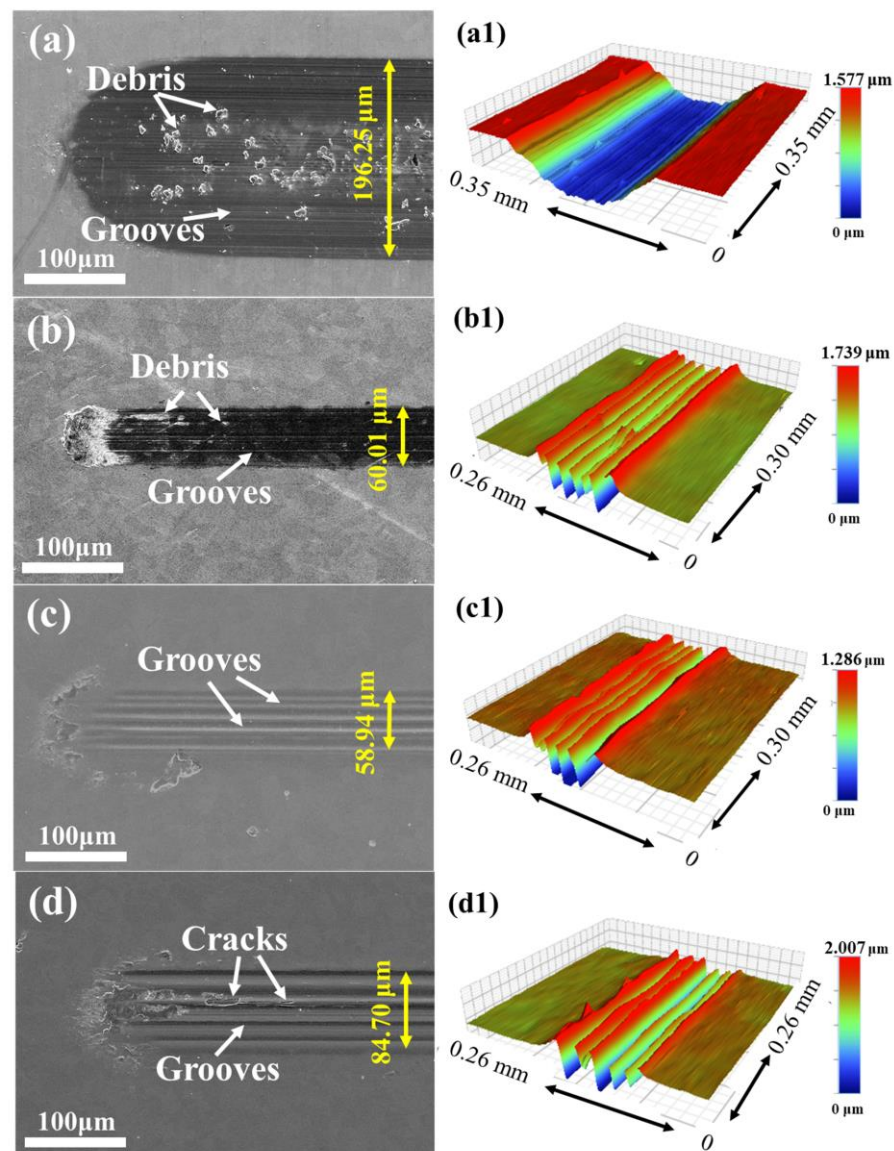 (a)
Debris
Grooves
196.25 μm
100μm
(a1)
1.577 μm
0 μm
0.35 mm
0.35 mm
0
(b)
Debris
Grooves
60.01 μm
100μm
(b1)
1.739 μm
0 μm
0.26 mm
0.30 mm
0
(c)
Grooves
58.94 μm
100μm
(c1)
1.286 μm
0 μm
0.26 mm
0.30 mm
0
(d)
Cracks
Grooves
84.70 μm
100μm
(d1)
2.007 μm
0 μm
0.26 mm
0.26 mm
0